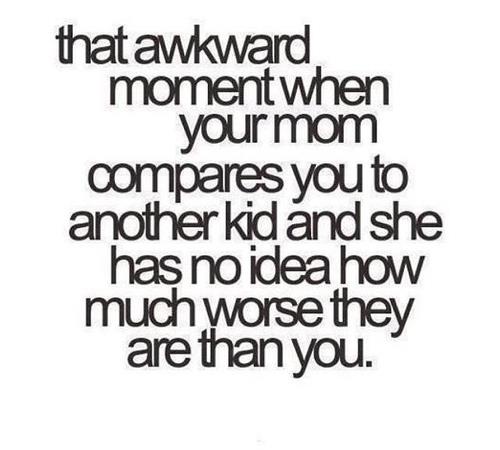 that awkward
moment when
your mom
compares you to
another kid and she
has no idea how
much worse they
are than you.